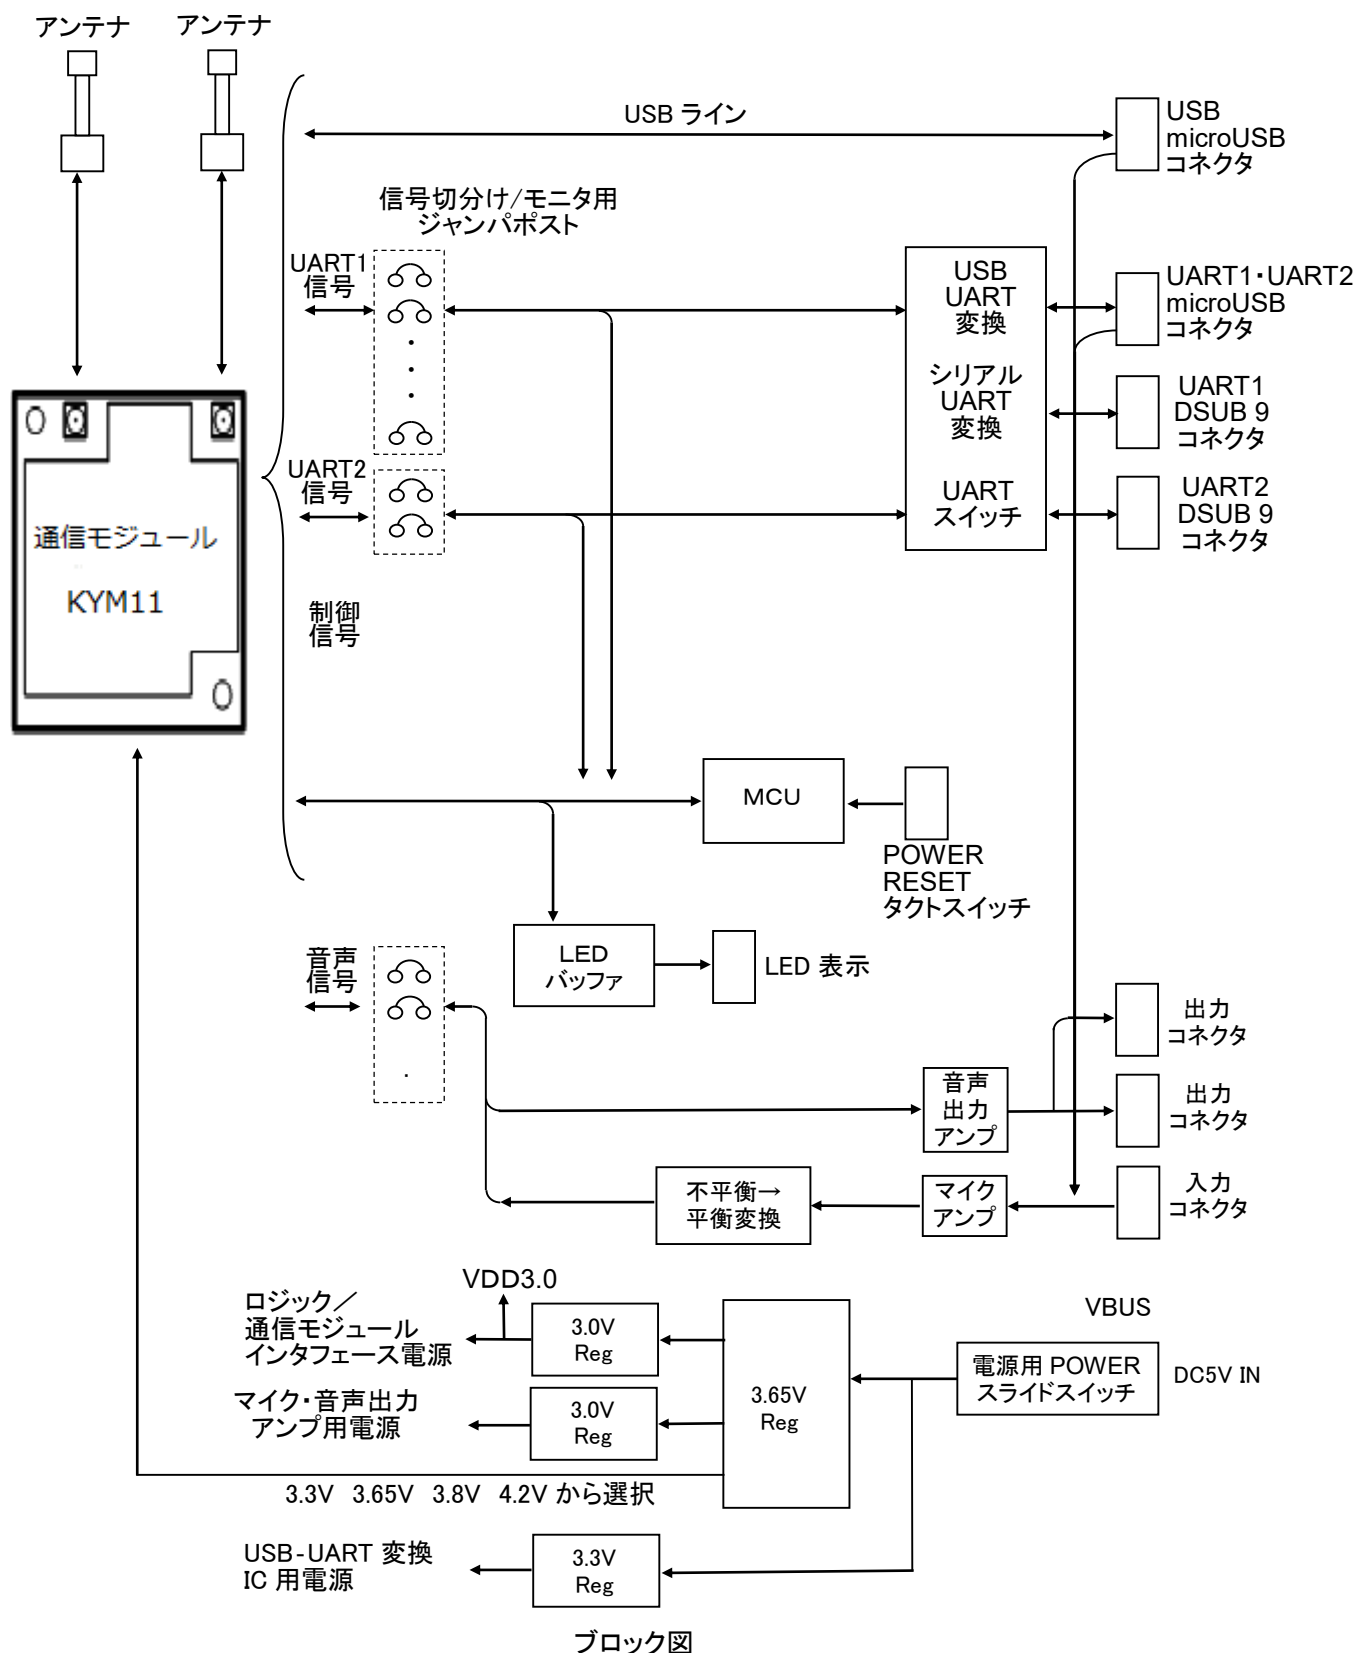 アンテナ
アンテナ
USB ライン
USB
microUSB
コネクタ
信号切分け/モニタ用
ジャンパポスト
UART1
信号
USB
UART
変換
シリアル
UART
変換
UART
スイッチ
UART1・UART2
microUSB
コネクタ
UART1
DSUB 9
コネクタ
UART2
信号
UART2
DSUB 9
コネクタ
通信モジュール
KYM11
制御
信号
MCU
POWER
RESET
タクトスイッチ
LED
バッファ
LED 表示
音声
信号
出力
コネクタ
音声
出力
アンプ
出力
コネクタ
不平衡→
平衡変換
マイク
アンプ
入力
コネクタ
VDD3.0
ロジック／
通信モジュール
インタフェース電源
3.0V
Reg
VBUS
電源用 POWER
スライドスイッチ
DC5V IN
マイク・音声出力
アンプ用電源
3.0V
Reg
3.65V
Reg
3.3V 3.65V 3.8V 4.2V から選択
USB-UART 変換
IC 用電源
3.3V
Reg
ブロック図